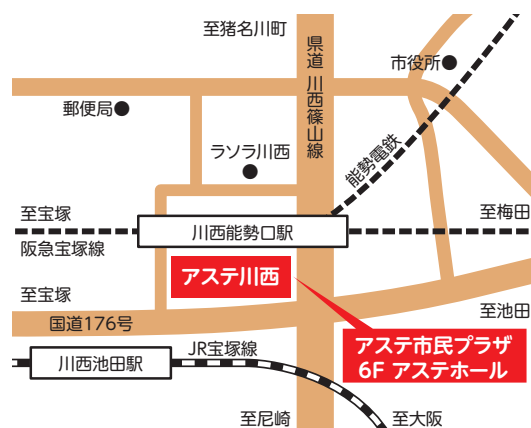 至猪名川町
県道 川西篠山線
市役所
郵便局
ラソラ川西
能勢電鉄
至宝塚
川西能勢口駅
至梅田
阪急宝塚線
アステ川西
至宝塚
至池田
国道176号
アステ市民プラザ
6F アステホール
川西池田駅
JR宝塚線
至尼崎
至大阪